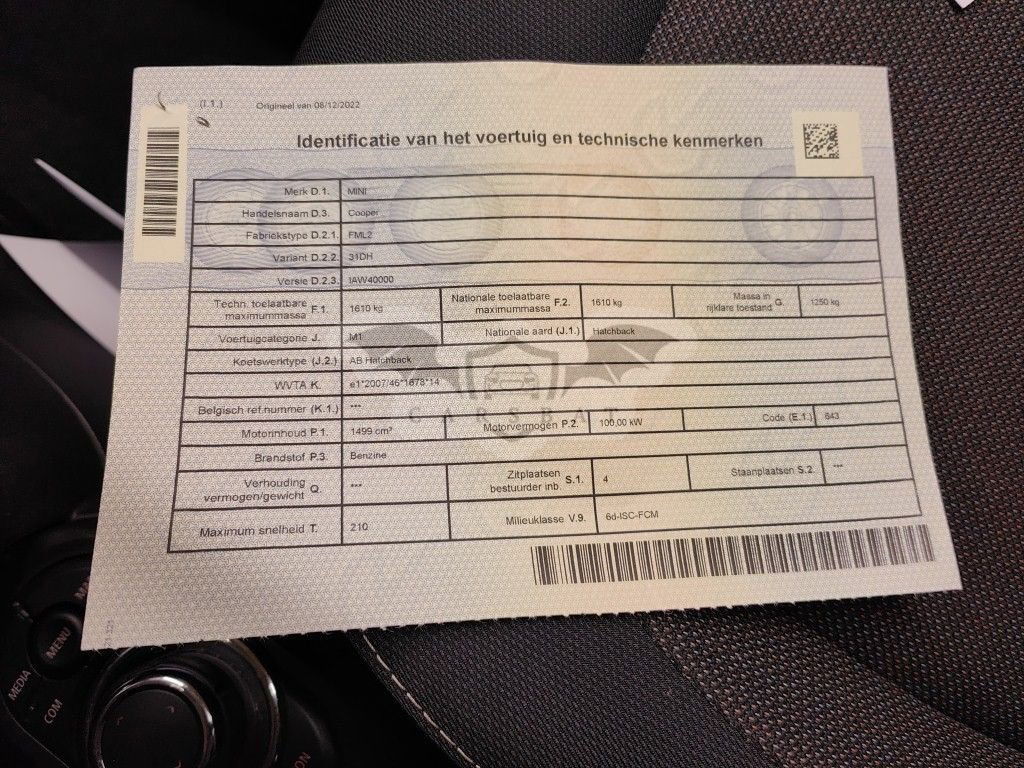 (I.1.) Origineel van 08/12/2022
Identificatie van het voertuig en technische kenmerken
Merk D.1. MINI
Handelsnaam D.3. Cooper
Fabriekstype D.2.1. FML2
Variant D.2.2. 31DH
Versie D.2.3. IAW40000
Techn. toelaatbare maximummassa F.1. 1610 kg Nationale toelaatbare maximummassa F.2. 1610 kg Massa in rijklare toestand G. 1250 kg
Voertuigcategorie J. M1 Nationale aard (J.1.) Hatchback
Koetswerktype (J.2.) AB Hatchback
WVTA K. e1*2007/46*1678*14
Belgisch ref.nummer (K.1.) ***
CARSBAT
Motorinhoud P.1. 1499 cm³ Motorvermogen P.2. 100,00 kW Code (E.1.) 643
Brandstof P.3. Benzine
Verhouding vermogen/gewicht Q. *** Zitplaatsen bestuurder inb. S.1. 4 Staanplaatsen S.2. ***
Maximum snelheid T. 210 Milieuklasse V.9. 6d-ISC-FCM
MENU
MEDIA
COM